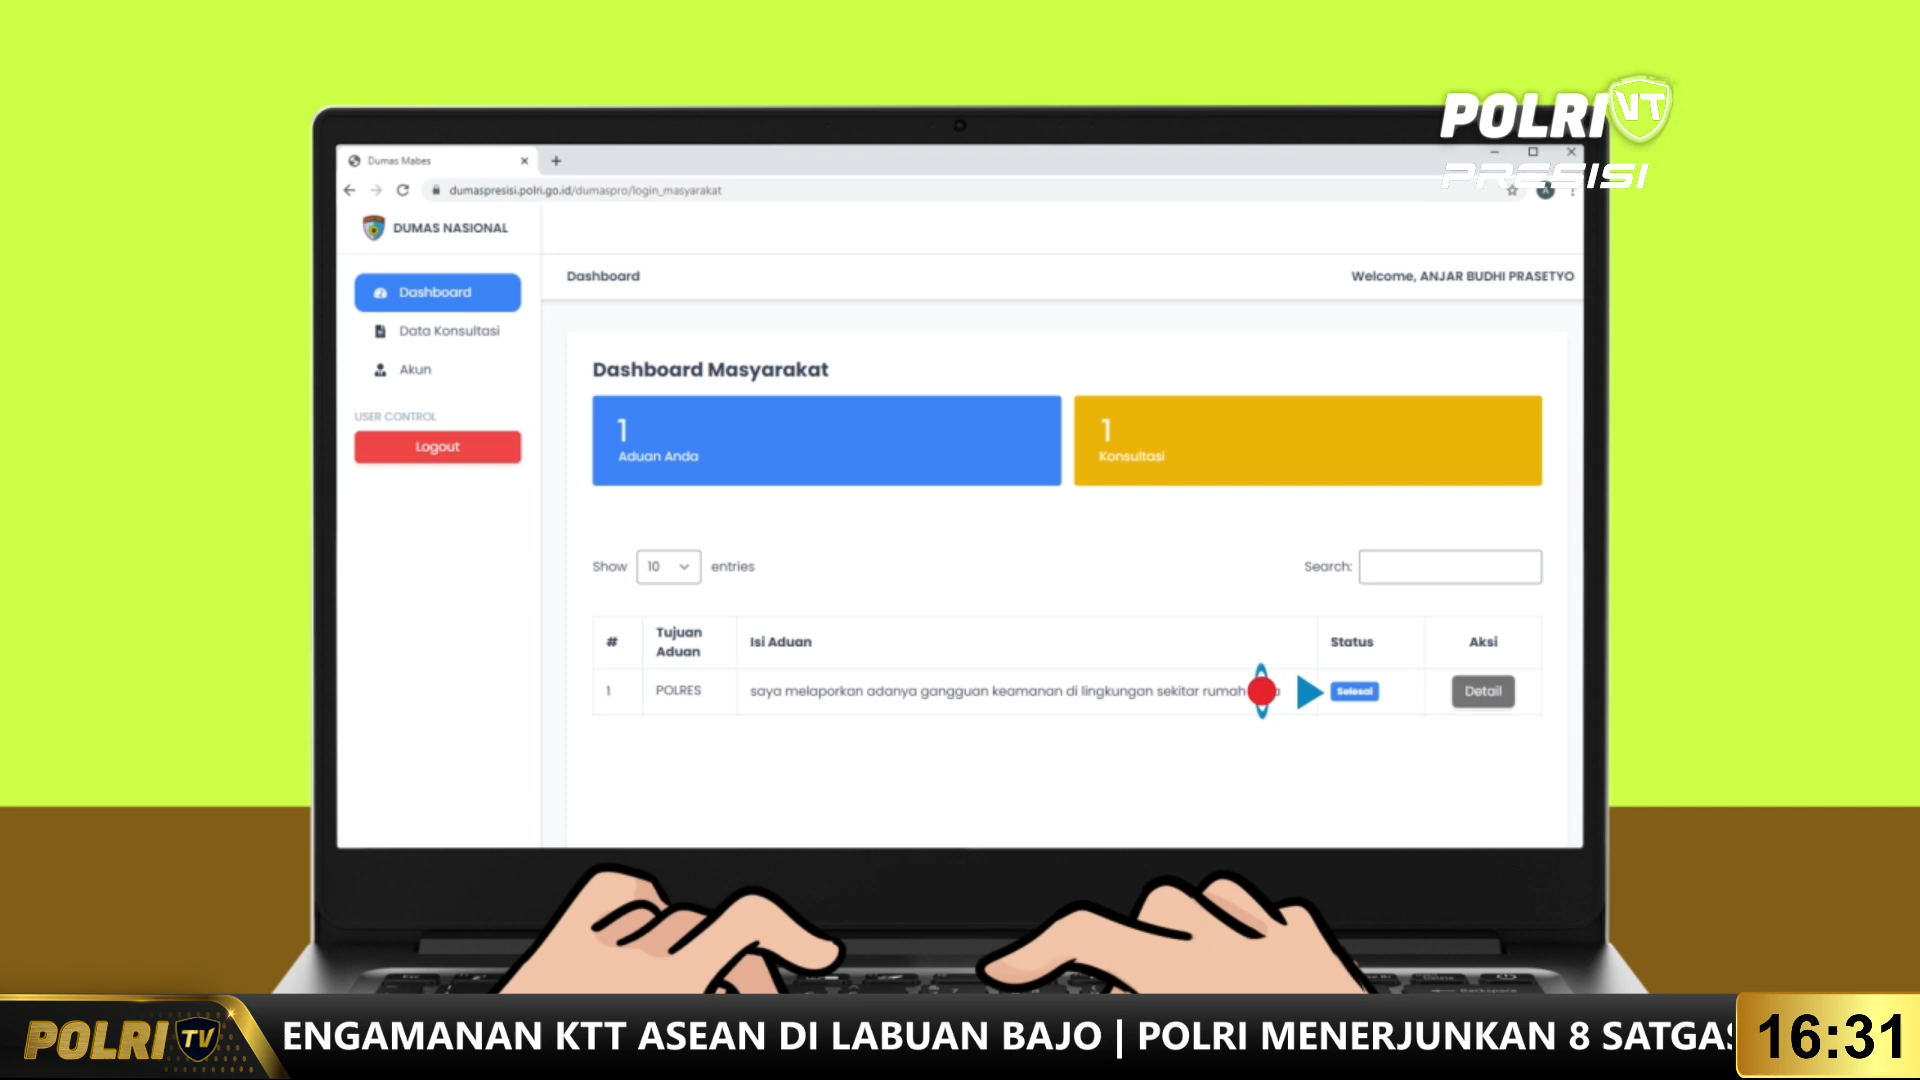 POLRI TV
PRESISI
Dumas Mabes
dumaspresisi.polri.go.id/dumaspro/login_masyarakat
DUMAS NASIONAL
Dashboard
Welcome, ANJAR BUDHI PRASETYO
Dashboard
Data Konsultasi
Akun
USER CONTROL
Logout
Dashboard Masyarakat
1
Aduan Anda
1
Konsultasi
Show 10 entries
Search:
# Tujuan Aduan Isi Aduan Status Aksi
1 POLRES saya melaporkan adanya gangguan keamanan di lingkungan sekitar rumah Selesai Detail
POLRI TV
ENGAMANAN KTT ASEAN DI LABUAN BAJO | POLRI MENERJUNKAN 8 SATGAS
16:31